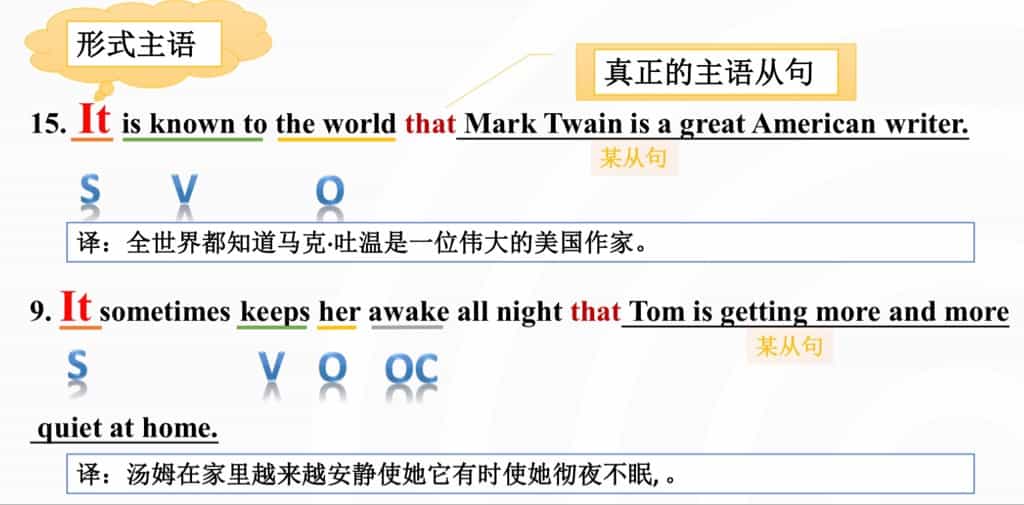 形式主语
真正的主语从句
15. It is known to the world that Mark Twain is a great American writer.
某从句
S V O
译：全世界都知道马克·吐温是一位伟大的美国作家。
9. It sometimes keeps her awake all night that Tom is getting more and more
某从句
S V O OC
quiet at home.
译：汤姆在家里越来越安静使她它有时使她彻夜不眠,。